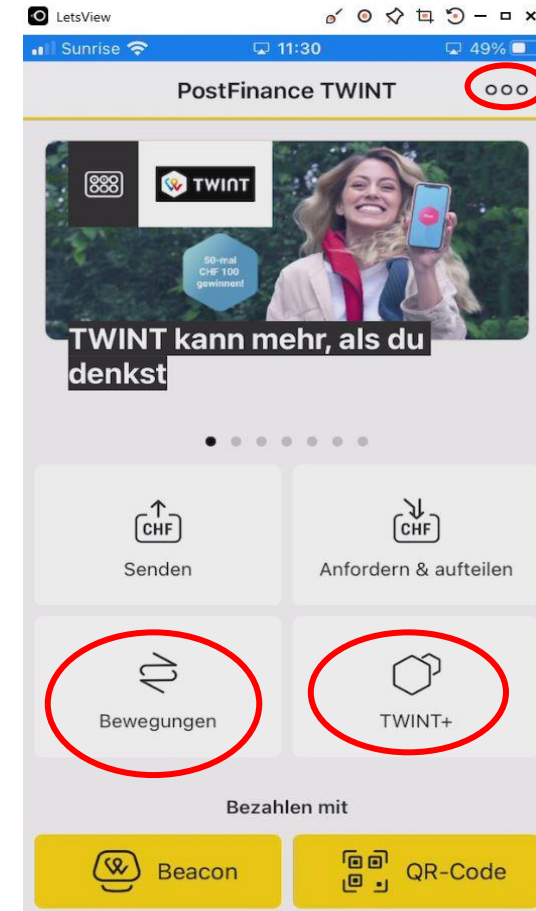 LetsView
Sunrise 11:30 49%
PostFinance TWINT
TWINT
50-mal
CHF 100
gewinnen!
TWINT kann mehr, als du
denkst
CHF CHF
Senden Anfordern & aufteilen
Bewegungen TWINT+
Bezahlen mit
Beacon QR-Code